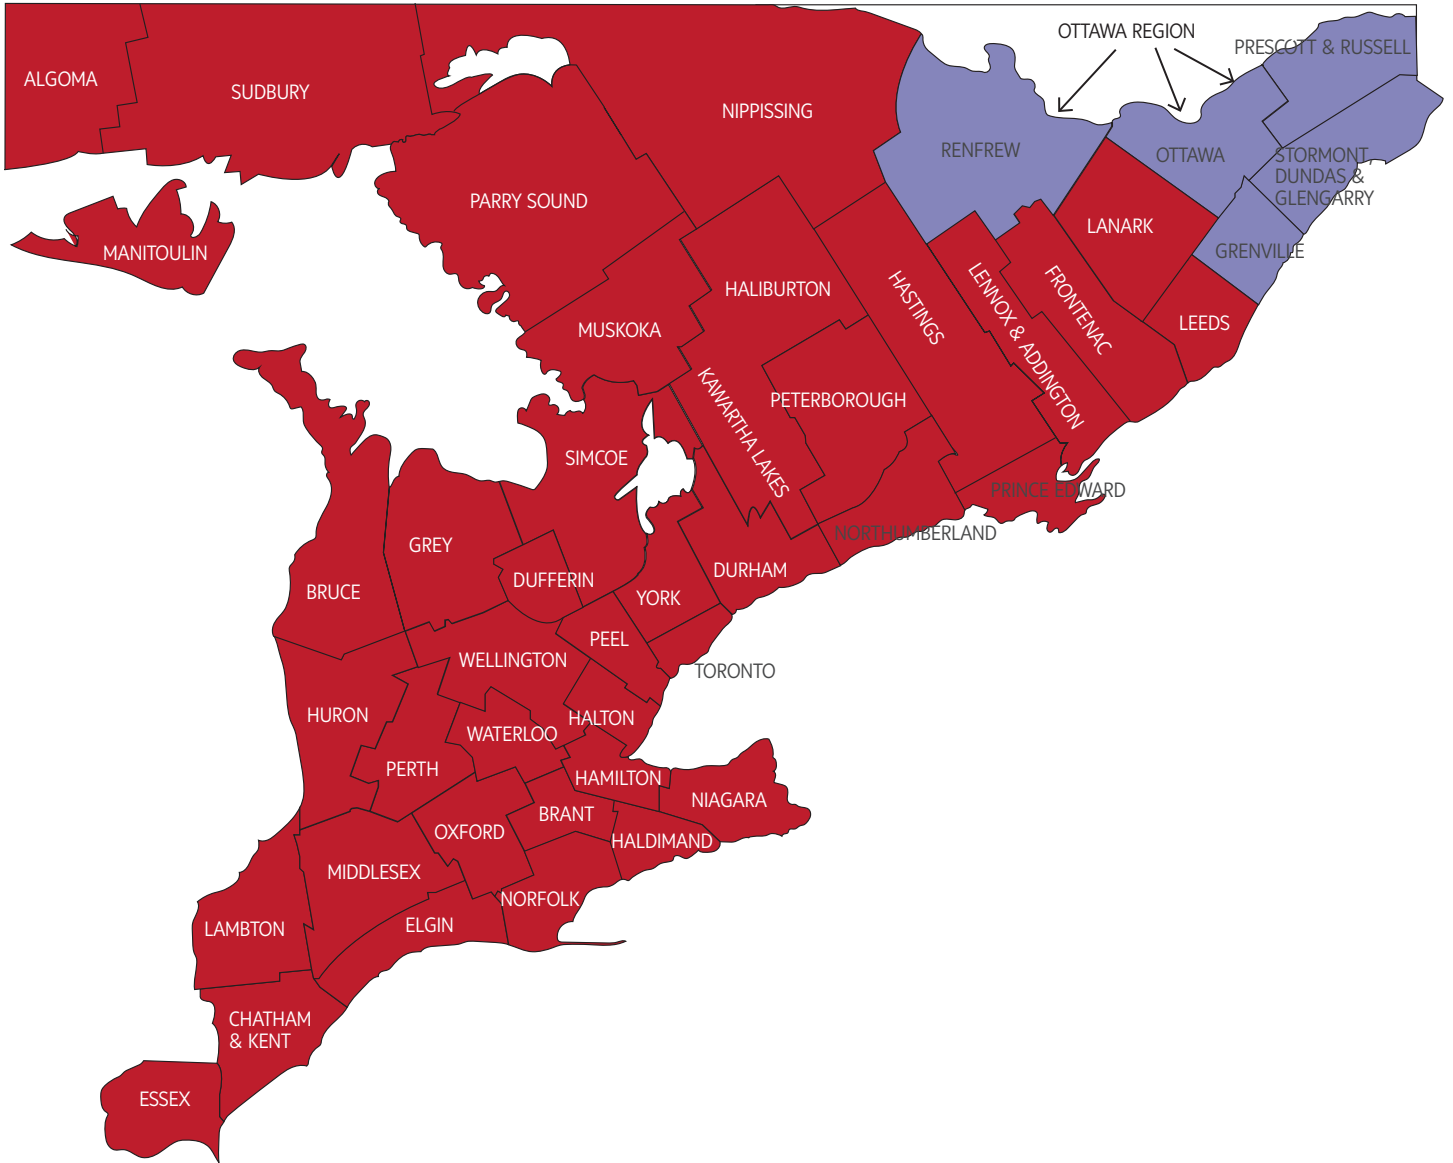 OTTAWA REGION
PRESCOTT & RUSSELL
ALGOMA
SUDBURY
NIPPISSING
RENFREW
OTTAWA
STORMONT,
DUNDAS &
GLENGARRY
PARRY SOUND
LANARK
MANITOULIN
GRENVILLE
HALIBURTON
HASTINGS
LENNOX & ADDINGTON
FRONTENAC
LEEDS
MUSKOKA
KAWARTHA LAKES
PETERBOROUGH
SIMCOE
PRINCE EDWARD
NORTHUMBERLAND
GREY
DUFFERIN
DURHAM
BRUCE
YORK
PEEL
WELLINGTON
TORONTO
HURON
HALTON
WATERLOO
PERTH
HAMILTON
NIAGARA
BRANT
OXFORD
HALDIMAND
MIDDLESEX
NORFOLK
LAMBTON
ELGIN
CHATHAM
& KENT
ESSEX